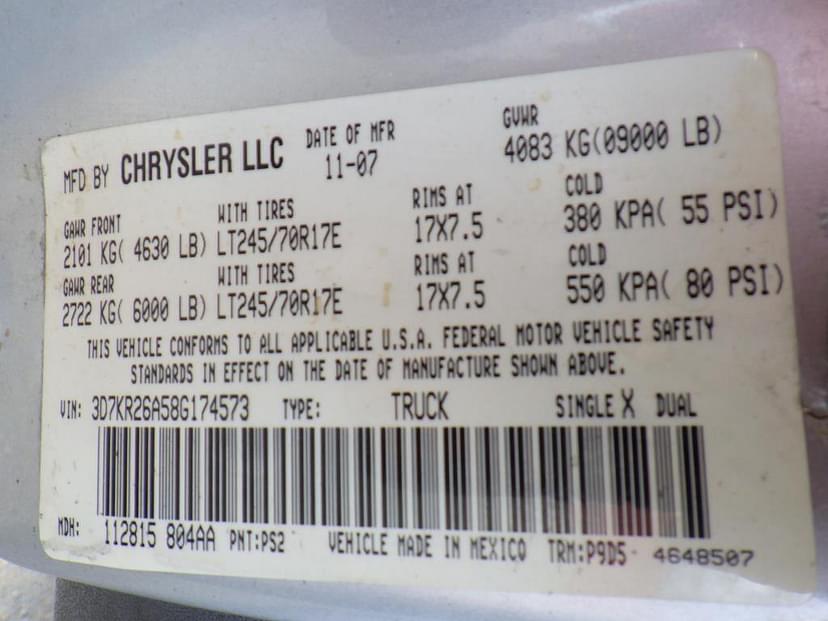 MFD BY CHRYSLER LLC DATE OF MFR GVWR
11-07 4083 KG(09000 LB)
GAWR FRONT WITH TIRES RIMS AT COLD
2101 KG( 4630 LB) LT245/70R17E 17X7.5 380 KPA( 55 PSI)
GAWR REAR WITH TIRES RIMS AT COLD
2722 KG( 6000 LB) LT245/70R17E 17X7.5 550 KPA( 80 PSI)
THIS VEHICLE CONFORMS TO ALL APPLICABLE U.S.A. FEDERAL MOTOR VEHICLE SAFETY
STANDARDS IN EFFECT ON THE DATE OF MANUFACTURE SHOWN ABOVE.
VIN: 3D7KR26A58G174573 TYPE: TRUCK SINGLE X DUAL
MDH: 112815 804AA PNT:PS2 VEHICLE MADE IN MEXICO TRM:P9D5 4648507